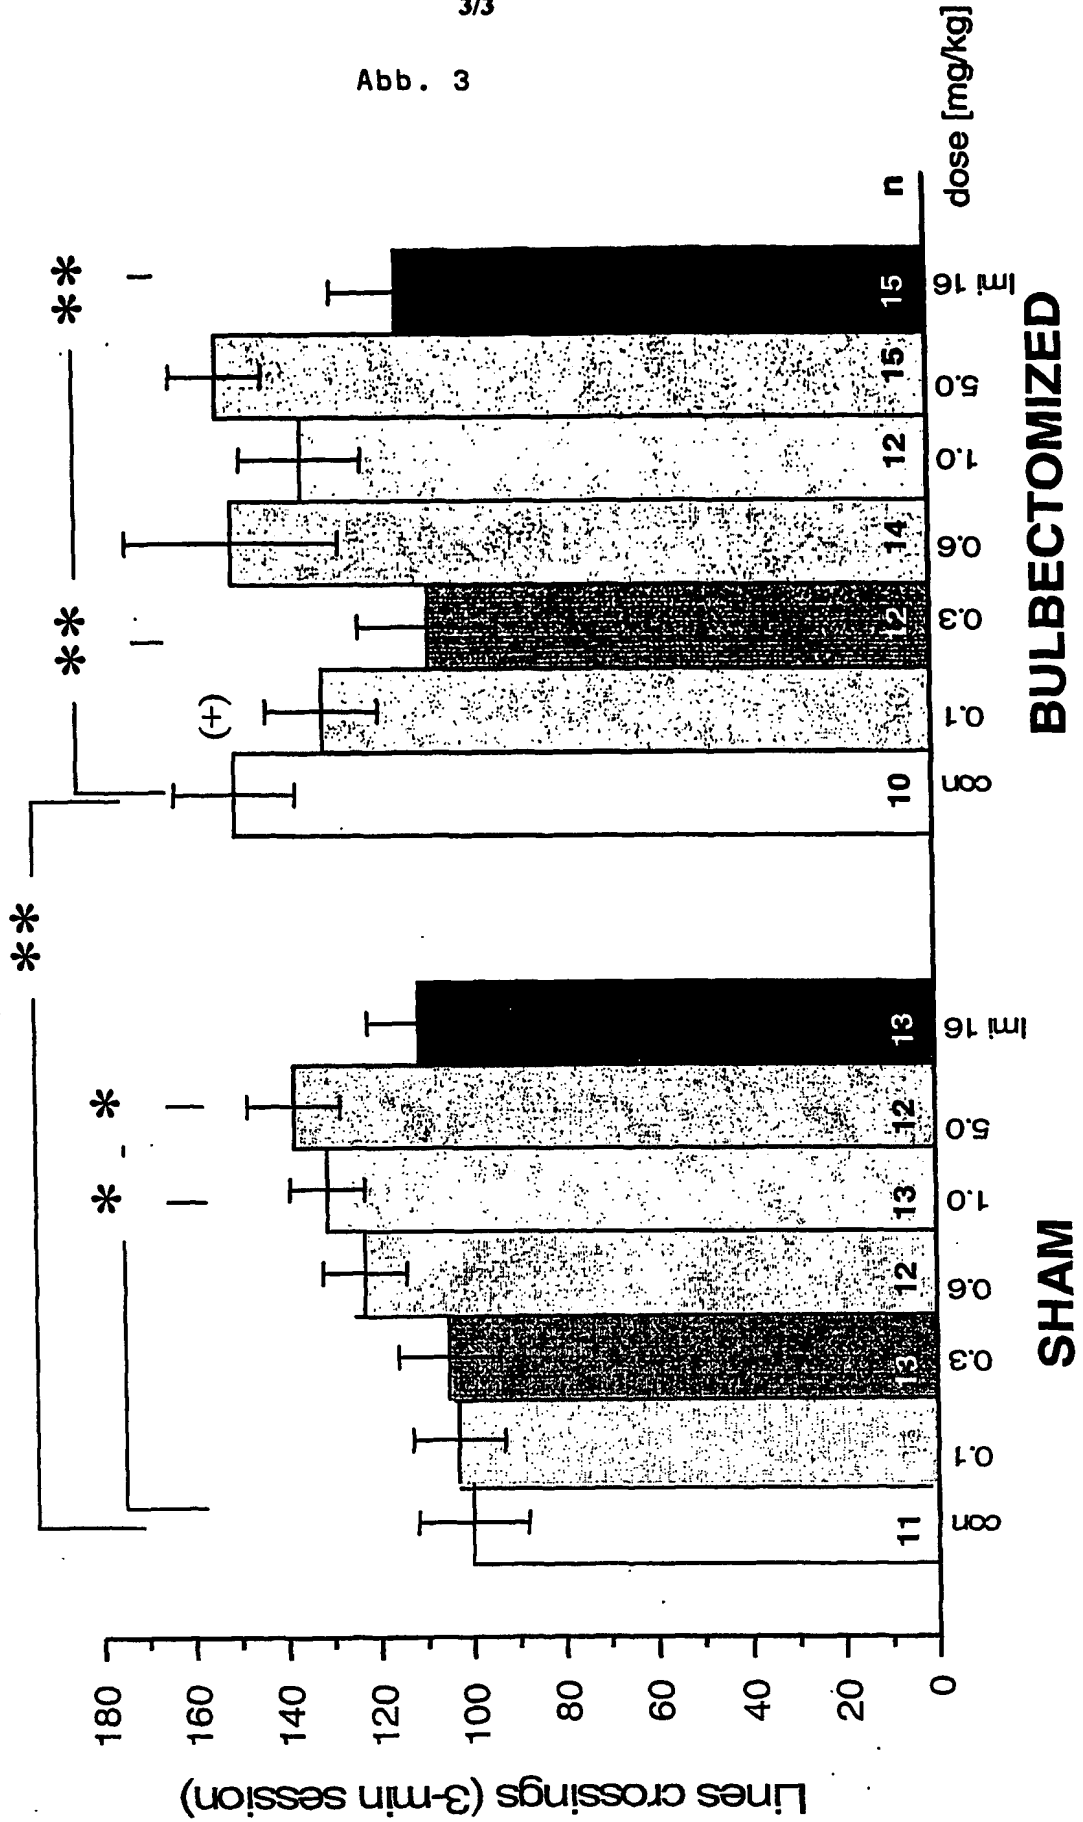 3/3
Abb. 3
** 
** **
(+)
* *
Lines crossings (3-min session)
180
160
140
120
100
80
60
40
20
0
11 13 13 12 13 12 13
con 0.1 0.3 0.6 1.0 5.0 Imi 16
SHAM
10 12 14 12 15 15 n
con 0.1 0.3 0.6 1.0 5.0 Imi 16
dose [mg/kg]
BULBECTOMIZED